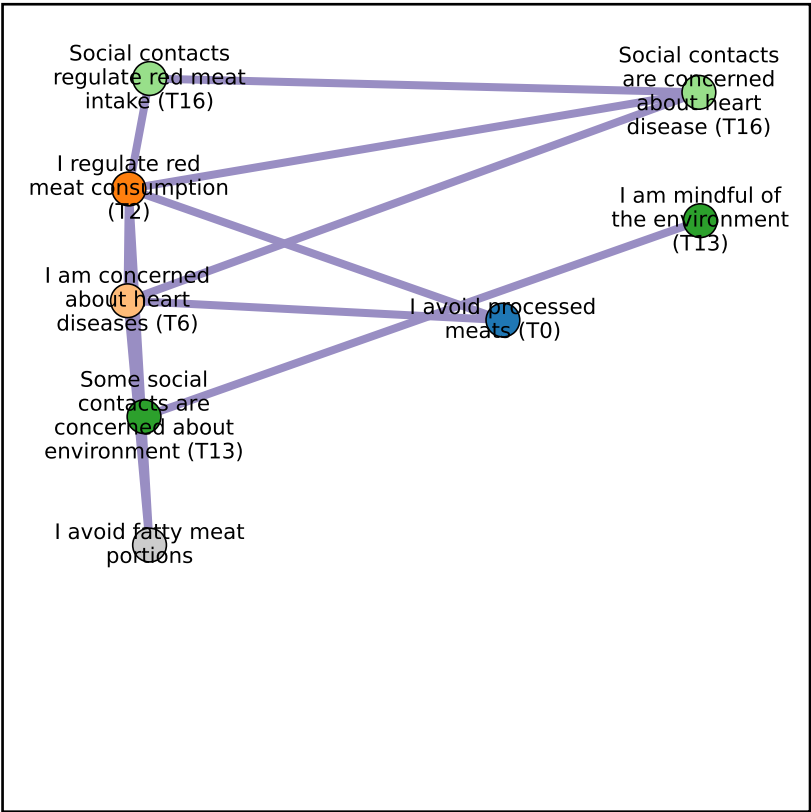 Social contacts
regulate red meat
intake (T16)
Social contacts
are concerned
about heart
disease (T16)
I regulate red
meat consumption
(T2)
I am mindful of
the environment
(T13)
I am concerned
about heart
diseases (T6)
I avoid processed
meats (T0)
Some social
contacts are
concerned about
environment (T13)
I avoid fatty meat
portions